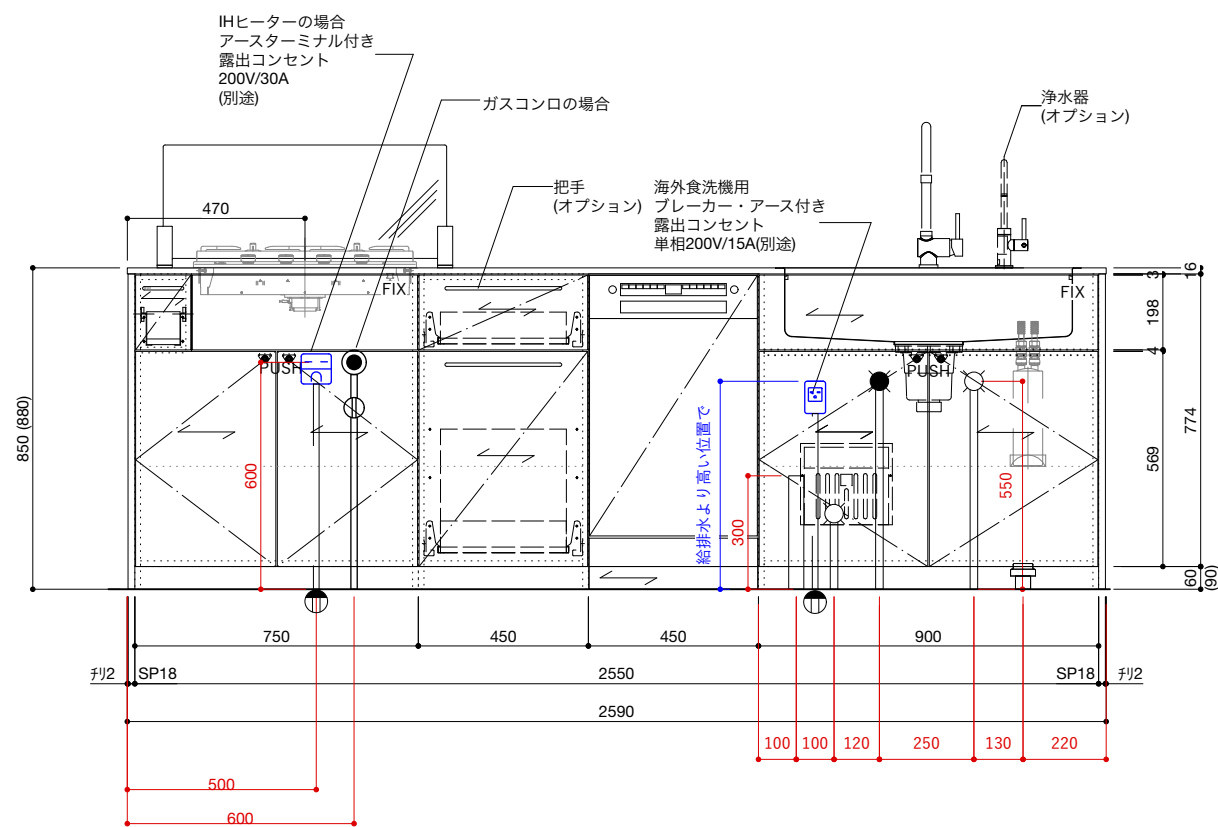 IHヒーターの場合
アースターミナル付き
露出コンセント
200V/30A
(別途)
ガスコンロの場合
浄水器
(オプション)
把手
(オプション)
海外食洗機用
ブレーカー・アース付き
露出コンセント
単相200V/15A(別途)
470
FIX
FIX
16
3
198
4
PUSH
PUSH
850 (880)
774
569
給排水より高い位置で
600
300
550
60
(90)
750
450
450
900
ﾁﾘ2
SP18
2550
SP18
ﾁﾘ2
2590
100
100
120
250
130
220
500
600